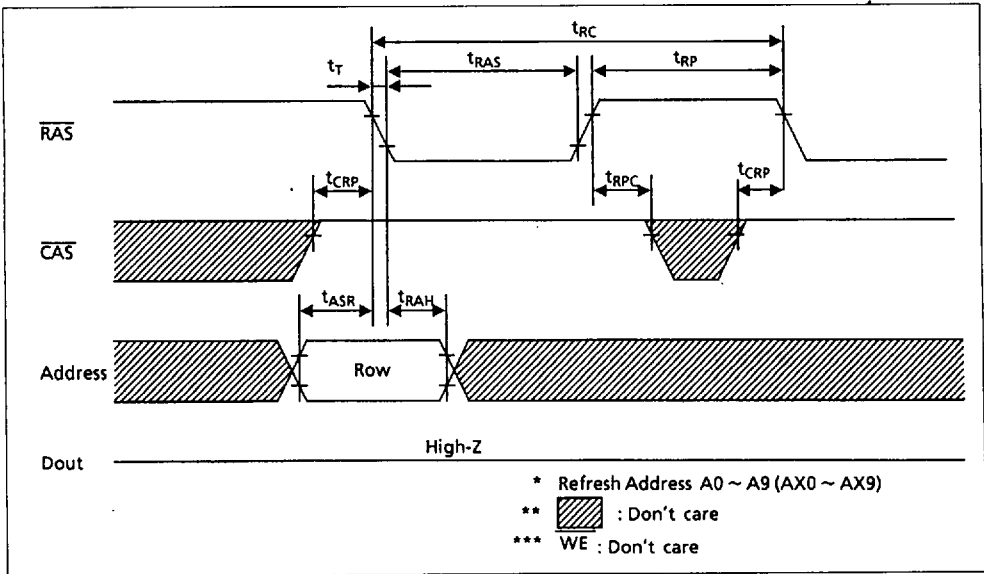 tRC
tRAS
tRP
tT
RAS
tCRP
tRPC
tCRP
CAS
tASR
tRAH
Address
Row
High-Z
Dout
* Refresh Address A0 ~ A9 (AX0 ~ AX9)
** : Don't care
*** WE : Don't care